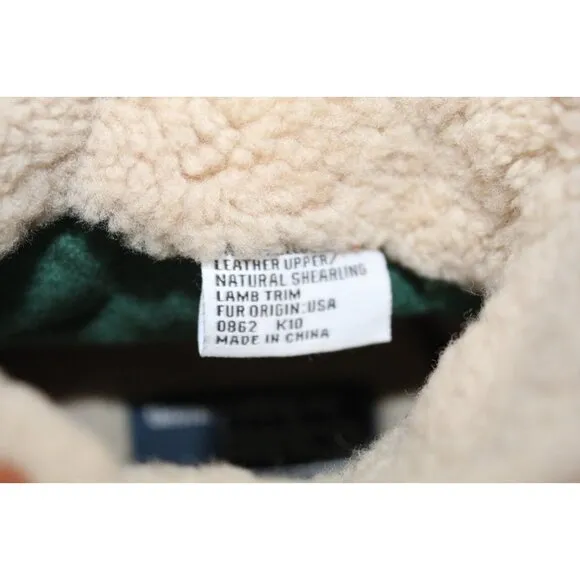 LEATHER UPPER/
NATURAL SHEARLING
LAMB TRIM
FUR ORIGIN:USA
0862 K10
MADE IN CHINA